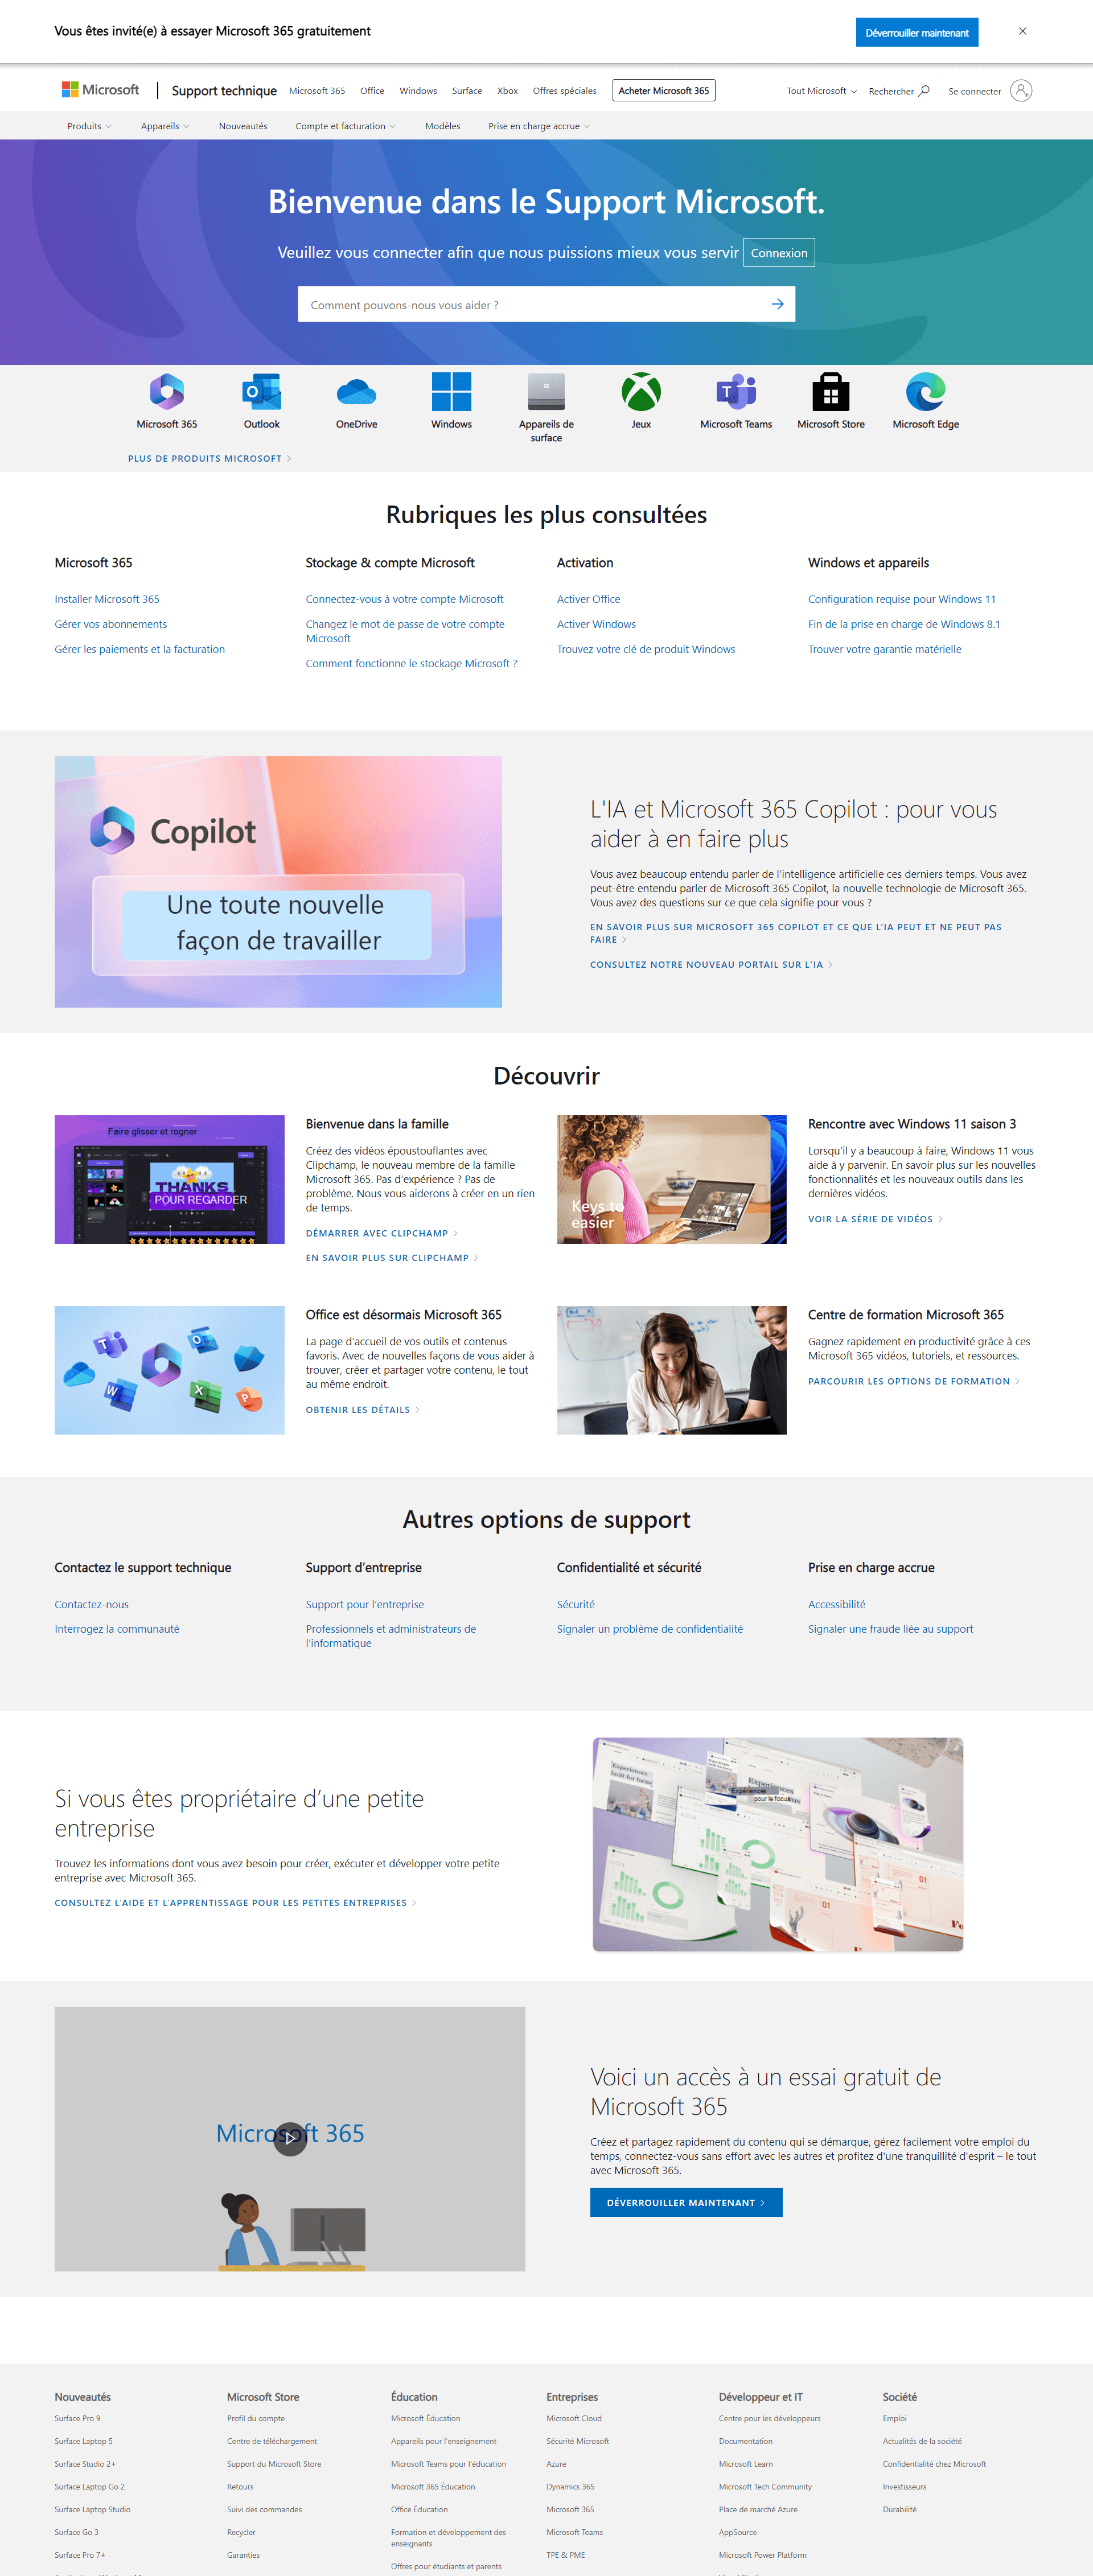 Vous êtes invité(e) à essayer Microsoft 365 gratuitement
Déverrouiller maintenant
Microsoft
Support technique
Microsoft 365
Office
Windows
Surface
Xbox
Offres spéciales
Acheter Microsoft 365
Tout Microsoft
Rechercher
Se connecter
Produits
Appareils
Nouveautés
Compte et facturation
Modèles
Prise en charge accrue
Bienvenue dans le Support Microsoft.
Veuillez vous connecter afin que nous puissions mieux vous servir
Connexion
Comment pouvons-nous vous aider ?
Microsoft 365
Outlook
OneDrive
Windows
Appareils de
surface
Jeux
Microsoft Teams
Microsoft Store
Microsoft Edge
PLUS DE PRODUITS MICROSOFT
Rubriques les plus consultées
Microsoft 365
Installer Microsoft 365
Gérer vos abonnements
Gérer les paiements et la facturation
Stockage & compte Microsoft
Connectez-vous à votre compte Microsoft
Changez le mot de passe de votre compte
Microsoft
Comment fonctionne le stockage Microsoft ?
Activation
Activer Office
Activer Windows
Trouvez votre clé de produit Windows
Windows et appareils
Configuration requise pour Windows 11
Fin de la prise en charge de Windows 8.1
Trouver votre garantie matérielle
Copilot
Une toute nouvelle
façon de travailler
L'IA et Microsoft 365 Copilot : pour vous
aider à en faire plus
Vous avez beaucoup entendu parler de l'intelligence artificielle ces derniers temps. Vous avez
peut-être entendu parler de Microsoft 365 Copilot, la nouvelle technologie de Microsoft 365.
Vous avez des questions sur ce que cela signifie pour vous ?
EN SAVOIR PLUS SUR MICROSOFT 365 COPILOT ET CE QUE L'IA PEUT ET NE PEUT PAS
FAIRE
CONSULTEZ NOTRE NOUVEAU PORTAIL SUR L'IA
Découvrir
Faire glisser et rogner
THANKS
POUR REGARDER
Bienvenue dans la famille
Créez des vidéos époustouflantes avec
Clipchamp, le nouveau membre de la famille
Microsoft 365. Pas d'expérience ? Pas de
problème. Nous vous aiderons à créer en un rien
de temps.
DÉMARRER AVEC CLIPCHAMP
EN SAVOIR PLUS SUR CLIPCHAMP
Keys to
easier
Rencontre avec Windows 11 saison 3
Lorsqu'il y a beaucoup à faire, Windows 11 vous
aide à y parvenir. En savoir plus sur les nouvelles
fonctionnalités et les nouveaux outils dans les
dernières vidéos.
VOIR LA SÉRIE DE VIDÉOS
T
O
W
X
P
Office est désormais Microsoft 365
La page d'accueil de vos outils et contenus
favoris. Avec de nouvelles façons de vous aider à
trouver, créer et partager votre contenu, le tout
au même endroit.
OBTENIR LES DÉTAILS
Centre de formation Microsoft 365
Gagnez rapidement en productivité grâce à ces
Microsoft 365 vidéos, tutoriels, et ressources.
PARCOURIR LES OPTIONS DE FORMATION
Autres options de support
Contactez le support technique
Contactez-nous
Interrogez la communauté
Support d'entreprise
Support pour l'entreprise
Professionnels et administrateurs de
l'informatique
Confidentialité et sécurité
Sécurité
Signaler un problème de confidentialité
Prise en charge accrue
Accessibilité
Signaler une fraude liée au support
Si vous êtes propriétaire d'une petite
entreprise
Trouvez les informations dont vous avez besoin pour créer, exécuter et développer votre petite
entreprise avec Microsoft 365.
CONSULTEZ L'AIDE ET L'APPRENTISSAGE POUR LES PETITES ENTREPRISES
Experiences
built for focus
Expériences
pour le focus
01
01
Microsoft 365
Voici un accès à un essai gratuit de
Microsoft 365
Créez et partagez rapidement du contenu qui se démarque, gérez facilement votre emploi du
temps, connectez-vous sans effort avec les autres et profitez d'une tranquillité d'esprit – le tout
avec Microsoft 365.
DÉVERROUILLER MAINTENANT
Nouveautés
Surface Pro 9
Surface Laptop 5
Surface Studio 2+
Surface Laptop Go 2
Surface Laptop Studio
Surface Go 3
Surface Pro 7+
Microsoft Store
Profil du compte
Centre de téléchargement
Support du Microsoft Store
Retours
Suivi des commandes
Recycler
Garanties
Éducation
Microsoft Éducation
Appareils pour l'enseignement
Microsoft Teams pour l'éducation
Microsoft 365 Éducation
Office Éducation
Formation et développement des
enseignants
Offres pour étudiants et parents
Entreprises
Microsoft Cloud
Sécurité Microsoft
Azure
Dynamics 365
Microsoft 365
Microsoft Teams
TPE & PME
Développeur et IT
Centre pour les développeurs
Documentation
Microsoft Learn
Microsoft Tech Community
Place de marché Azure
AppSource
Microsoft Power Platform
Société
Emploi
Actualités de la société
Confidentialité chez Microsoft
Investisseurs
Durabilité